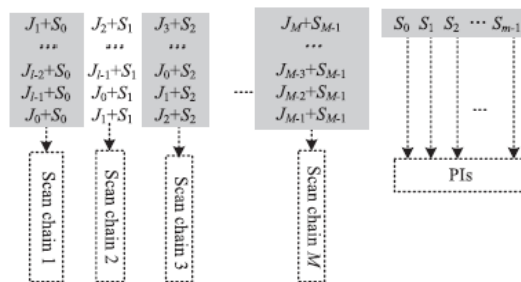 J1+S0 J2+S1 J3+S2 JM+SM-1 S0 S1 S2 ··· Sm-1
··· ··· ··· ···
Jl-2+S0 Jl-1+S1 J0+S2 JM-3+SM-1
Jl-1+S0 J0+S1 J1+S2 ···· JM-2+SM-1 ...
J0+S0 J1+S1 J2+S2 JM-1+SM-1
Scan chain 1
Scan chain 2
Scan chain 3
Scan chain M
PIs